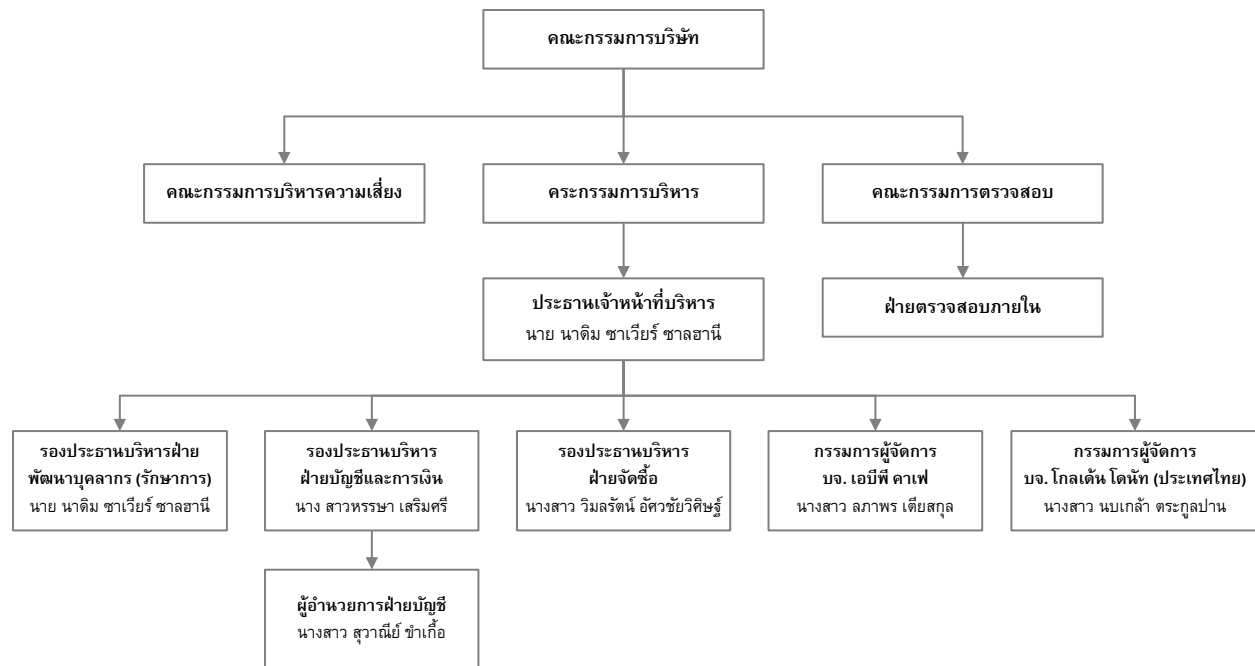 คณะกรรมการบริษัท
คณะกรรมการบริหารความเสี่ยง
คระกรรมการบริหาร
คณะกรรมการตรวจสอบ
ประธานเจ้าหน้าที่บริหาร
นาย นาดิม ซาเวียร์ ซาลฮานี
ฝ่ายตรวจสอบภายใน
รองประธานบริหารฝ่าย
พัฒนาบุคลากร (รักษาการ)
นาย นาดิม ซาเวียร์ ซาลฮานี
รองประธานบริหาร
ฝ่ายบัญชีและการเงิน
นาง สาวหรรษา เสริมศรี
รองประธานบริหาร
ฝ่ายจัดซื้อ
นางสาว วิมลรัตน์ อัศวชัยวิศิษฐ์
กรรมการผู้จัดการ
บจ. เอบีพี คาเฟ่
นางสาว ลภาพร เตียสกุล
กรรมการผู้จัดการ
บจ. โกลเด้น โดนัท (ประเทศไทย)
นางสาว นบเกล้า ตระกูลปาน
ผู้อำนวยการฝ่ายบัญชี
นางสาว สุวาณีย์ ขำเกื้อ